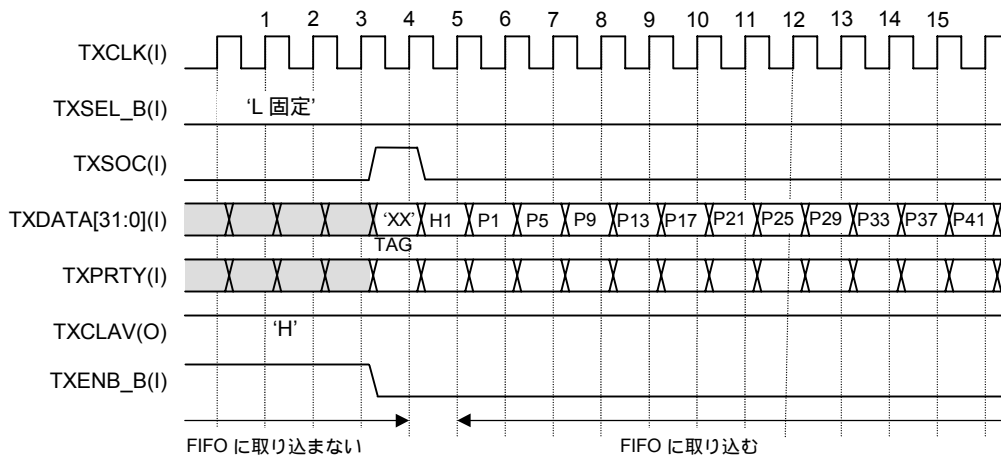 1 2 3 4 5 6 7 8 9 10 11 12 13 14 15
TXCLK(I)
TXSEL_B(I) ‘L 固定’
TXSOC(I)
TXDATA[31:0](I) ‘XX’ H1 P1 P5 P9 P13 P17 P21 P25 P29 P33 P37 P41
TAG
TXPRTY(I)
TXCLAV(O) ‘H’
TXENB_B(I)
FIFO に取り込まない FIFO に取り込む